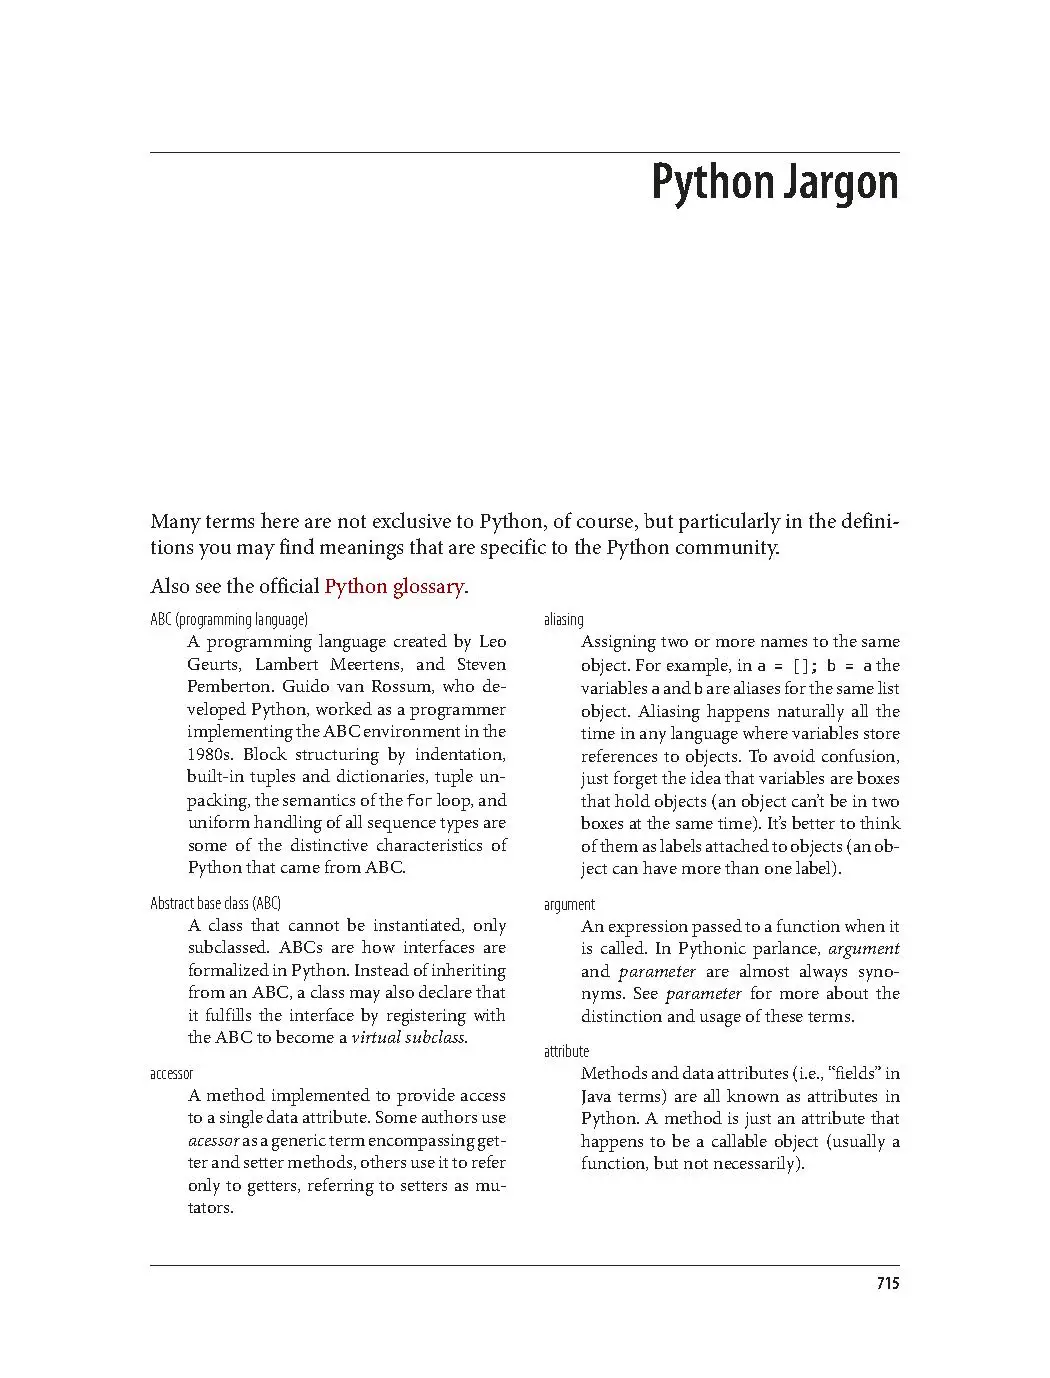 Python Jargon
Many terms here are not exclusive to Python, of course, but particularly in the defini-
tions you may find meanings that are specific to the Python community.
Also see the official Python glossary.
ABC (programming language)
A programming language created by Leo
Geurts, Lambert Meertens, and Steven
Pemberton. Guido van Rossum, who de-
veloped Python, worked as a programmer
implementing the ABC environment in the
1980s. Block structuring by indentation,
built-in tuples and dictionaries, tuple un-
packing, the semantics of the for loop, and
uniform handling of all sequence types are
some of the distinctive characteristics of
Python that came from ABC.
Abstract base class (ABC)
A class that cannot be instantiated, only
subclassed. ABCs are how interfaces are
formalized in Python. Instead of inheriting
from an ABC, a class may also declare that
it fulfills the interface by registering with
the ABC to become a virtual subclass.
accessor
A method implemented to provide access
to a single data attribute. Some authors use
acessor as a generic term encompassing get-
ter and setter methods, others use it to refer
only to getters, referring to setters as mu-
tators.
aliasing
Assigning two or more names to the same
object. For example, in a = []; b = a the
variables a and b are aliases for the same list
object. Aliasing happens naturally all the
time in any language where variables store
references to objects. To avoid confusion,
just forget the idea that variables are boxes
that hold objects (an object can’t be in two
boxes at the same time). It’s better to think
of them as labels attached to objects (an ob-
ject can have more than one label).
argument
An expression passed to a function when it
is called. In Pythonic parlance, argument
and parameter are almost always syno-
nyms. See parameter for more about the
distinction and usage of these terms.
attribute
Methods and data attributes (i.e., “fields” in
Java terms) are all known as attributes in
Python. A method is just an attribute that
happens to be a callable object (usually a
function, but not necessarily).
715